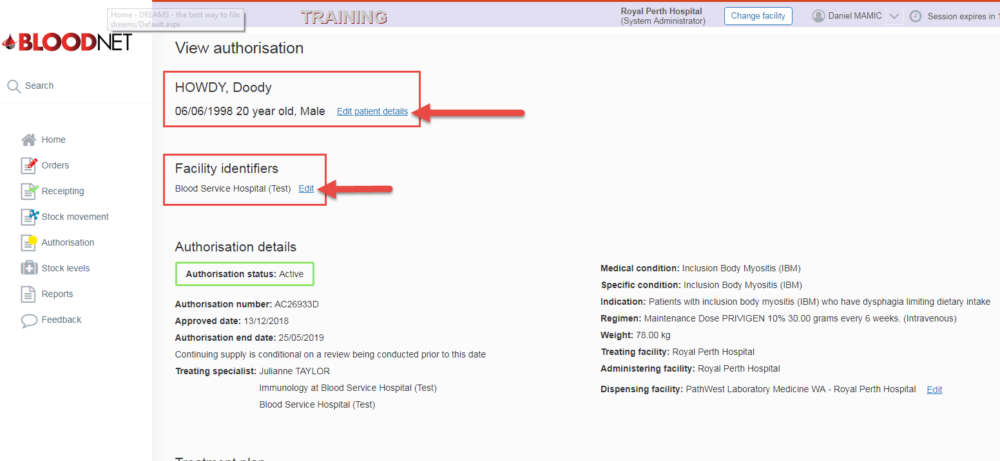 Home - DREAMS - the best way to file
dreams/Default.aspx
TRAINING
Royal Perth Hospital
(System Administrator)
Change facility
Daniel MAMIC
Session expires in 1
BLOODNET
Search
Home
Orders
Receipting
Stock movement
Authorisation
Stock levels
Reports
Feedback
View authorisation
HOWDY, Doody
06/06/1998 20 year old, Male Edit patient details
Facility identifiers
Blood Service Hospital (Test) Edit
Authorisation details
Authorisation status: Active
Authorisation number: AC26933D
Approved date: 13/12/2018
Authorisation end date: 25/05/2019
Continuing supply is conditional on a review being conducted prior to this date
Treating specialist: Julianne TAYLOR
Immunology at Blood Service Hospital (Test)
Blood Service Hospital (Test)
Medical condition: Inclusion Body Myositis (IBM)
Specific condition: Inclusion Body Myositis (IBM)
Indication: Patients with inclusion body myositis (IBM) who have dysphagia limiting dietary intake
Regimen: Maintenance Dose PRIVIGEN 10% 30.00 grams every 6 weeks. (Intravenous)
Weight: 78.00 kg
Treating facility: Royal Perth Hospital
Administering facility: Royal Perth Hospital
Dispensing facility: PathWest Laboratory Medicine WA - Royal Perth Hospital Edit
Treatment plan